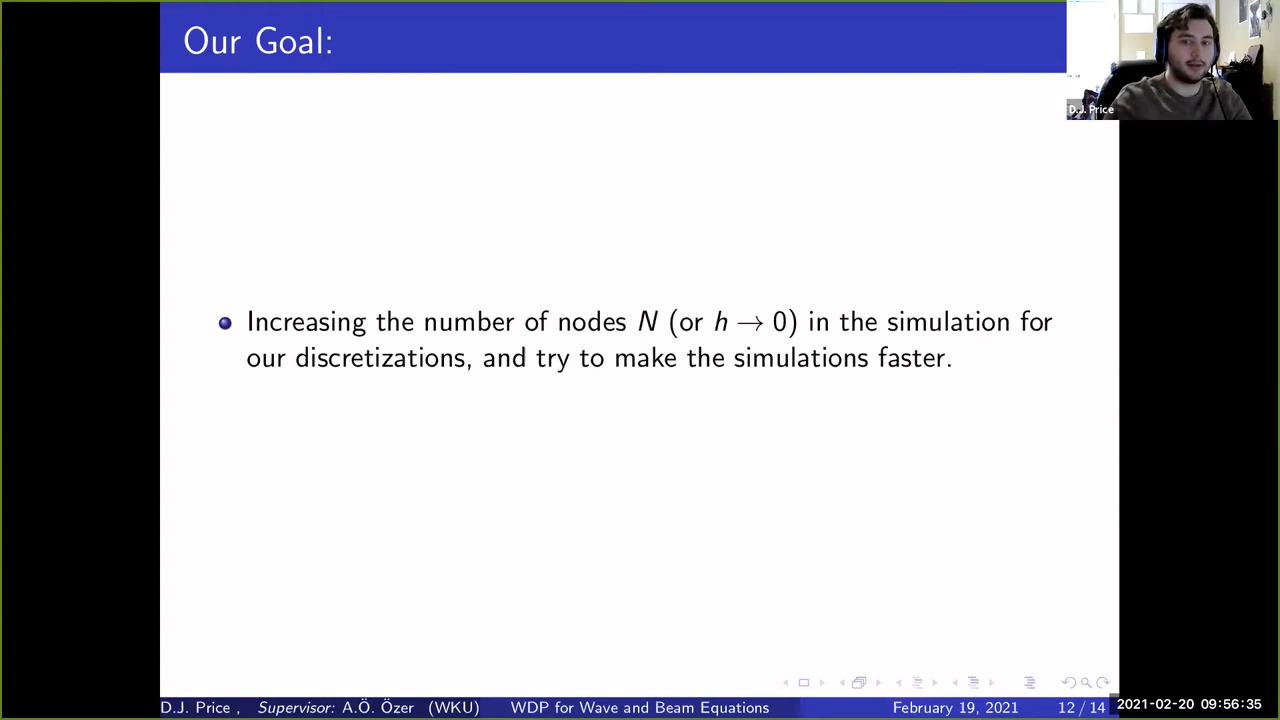 Our Goal:
D.J. Price
Increasing the number of nodes N (or h → 0) in the simulation for
our discretizations, and try to make the simulations faster.
D.J. Price , Supervisor: A.Ö. Özer (WKU) WDP for Wave and Beam Equations February 19, 2021 12 / 14
2021-02-20 09:56:35